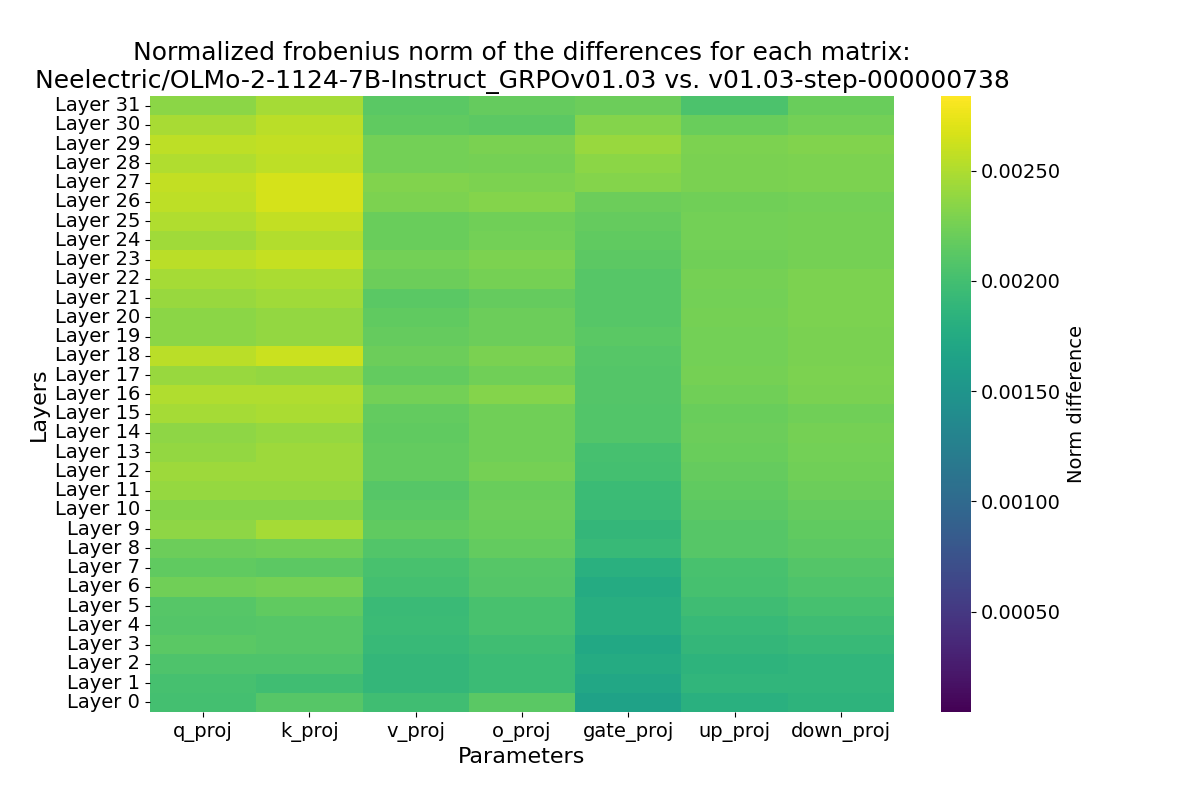 Normalized frobenius norm of the differences for each matrix:
Neelectric/OLMo-2-1124-7B-Instruct_GRPOv01.03 vs. v01.03-step-000000738
Layers
Layer 31
Layer 30
Layer 29
Layer 28
Layer 27
Layer 26
Layer 25
Layer 24
Layer 23
Layer 22
Layer 21
Layer 20
Layer 19
Layer 18
Layer 17
Layer 16
Layer 15
Layer 14
Layer 13
Layer 12
Layer 11
Layer 10
Layer 9
Layer 8
Layer 7
Layer 6
Layer 5
Layer 4
Layer 3
Layer 2
Layer 1
Layer 0
q_proj k_proj v_proj o_proj gate_proj up_proj down_proj
Parameters
0.00250
0.00200
0.00150
0.00100
0.00050
Norm difference